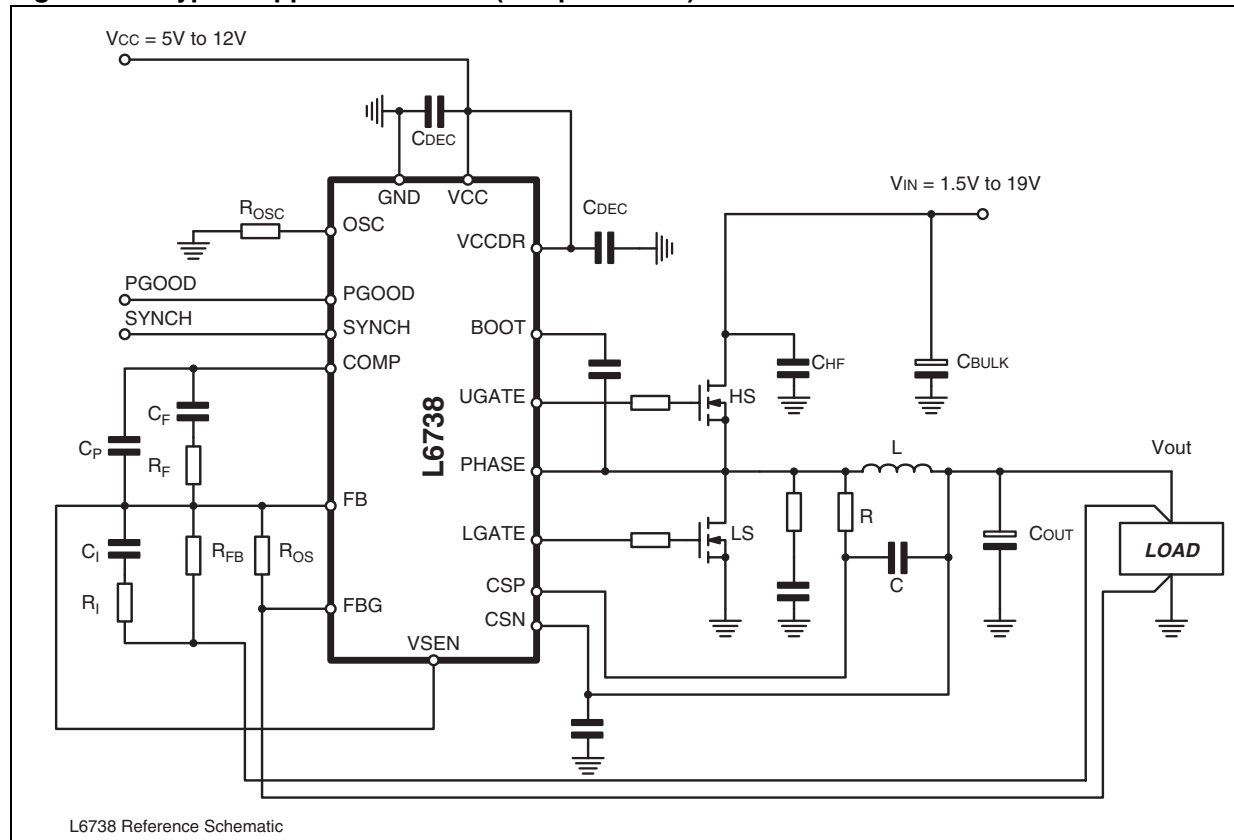 VCC = 5V to 12V
CDEC
GND
VCC
VIN = 1.5V to 19V
ROSC
OSC
CDEC
VCCDR
PGOOD
PGOOD
SYNCH
SYNCH
BOOT
COMP
CHF
CBULK
CF
UGATE
HS
L6738
CP
RF
PHASE
L
Vout
FB
R
LGATE
LS
COUT
LOAD
CI
RFB
ROS
CSP
C
RI
FBG
CSN
VSEN
L6738 Reference Schematic